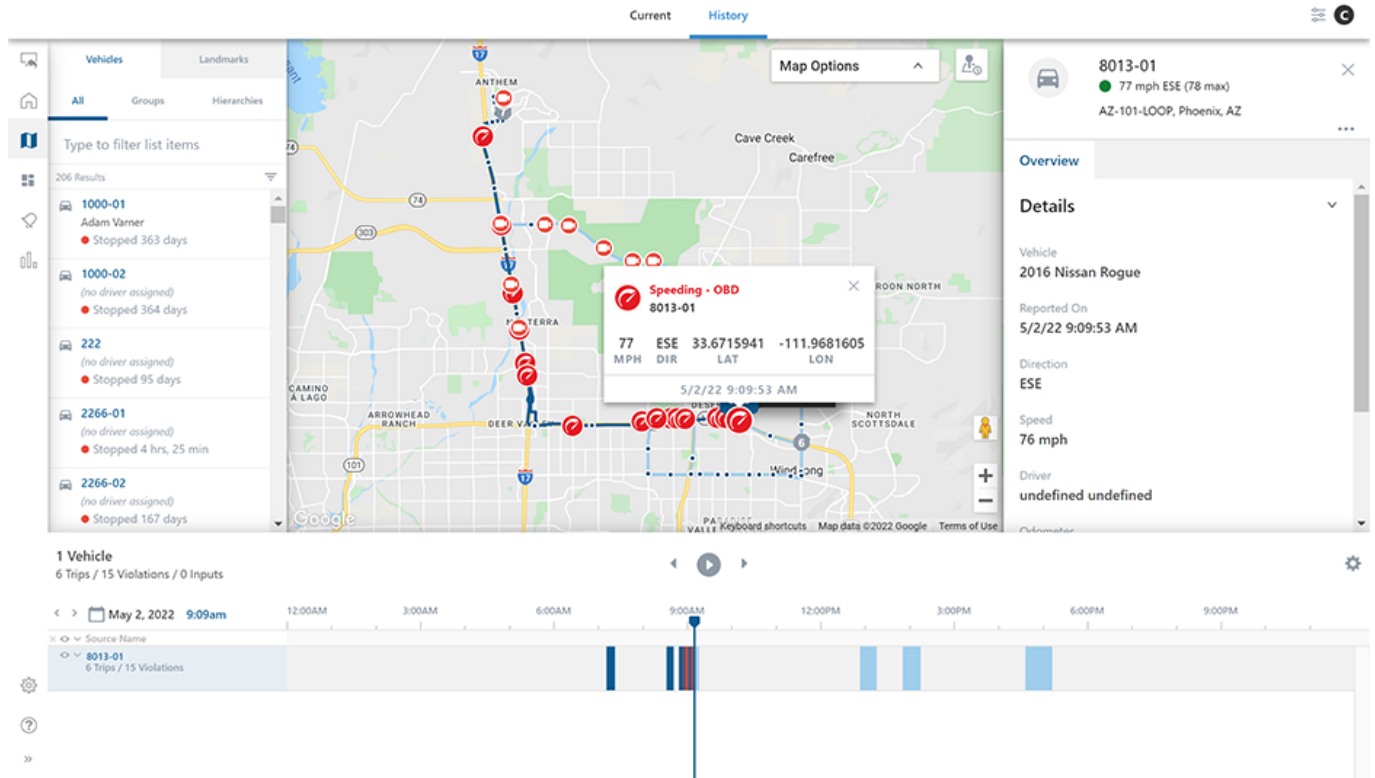 Current
History
C
Vehicles
Landmarks
All
Groups
Hierarchies
Type to filter list items
206 Results
1000-01
Adam Varner
Stopped 363 days
1000-02
(no driver assigned)
Stopped 364 days
222
(no driver assigned)
Stopped 95 days
2266-01
(no driver assigned)
Stopped 4 hrs, 25 min
2266-02
(no driver assigned)
Stopped 167 days
Map Options
17
ANTHEM
Cave Creek
Carefree
74
74
303
17
ROON NORTH
TERRA
CAMINO
A LAGO
ARROWHEAD
RANCH
DEER V
NORTH
SCOTTSDALE
101
6
17
Wind
ong
Google
Keyboard shortcuts
Map data ©2022 Google
Terms of Use
Speeding - OBD
8013-01
77 ESE 33.6715941 -111.9681605
MPH DIR LAT LON
5/2/22 9:09:53 AM
8013-01
77 mph ESE (78 max)
AZ-101-LOOP, Phoenix, AZ
Overview
Details
Vehicle
2016 Nissan Rogue
Reported On
5/2/22 9:09:53 AM
Direction
ESE
Speed
76 mph
Driver
undefined undefined
Odometer
1 Vehicle
6 Trips / 15 Violations / 0 Inputs
May 2, 2022 9:09am
12:00AM 3:00AM 6:00AM 9:00AM 12:00PM 3:00PM 6:00PM 9:00PM
Source Name
8013-01
6 Trips / 15 Violations